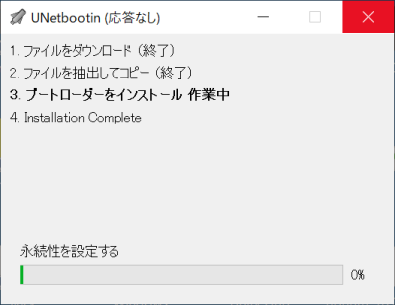 UNetbootin (応答なし)
1. ファイルをダウンロード (終了)
2. ファイルを抽出してコピー (終了)
3. ブートローダーをインストール 作業中
4. Installation Complete
永続性を設定する
0%